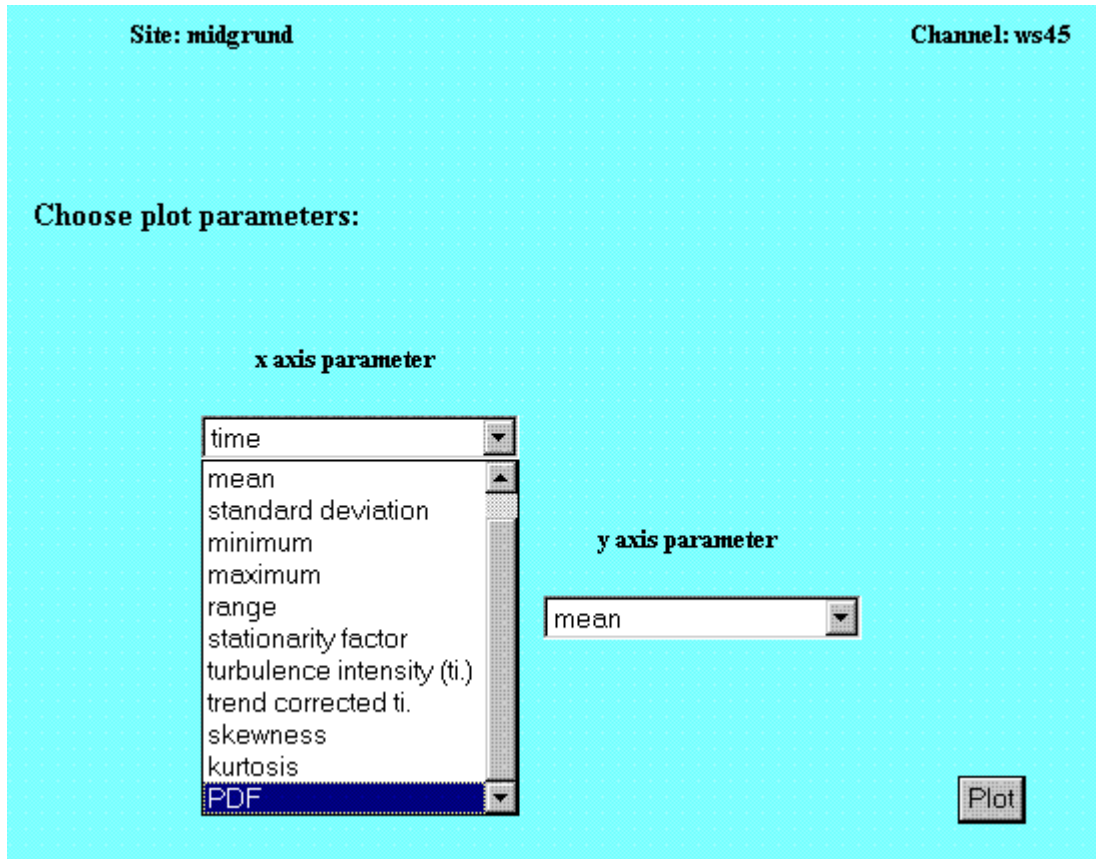 Site: midgrund
Channel: ws45
Choose plot parameters:
x axis parameter
time
mean
standard deviation
minimum
maximum
range
stationarity factor
turbulence intensity (ti.)
trend corrected ti.
skewness
kurtosis
PDF
y axis parameter
mean
Plot